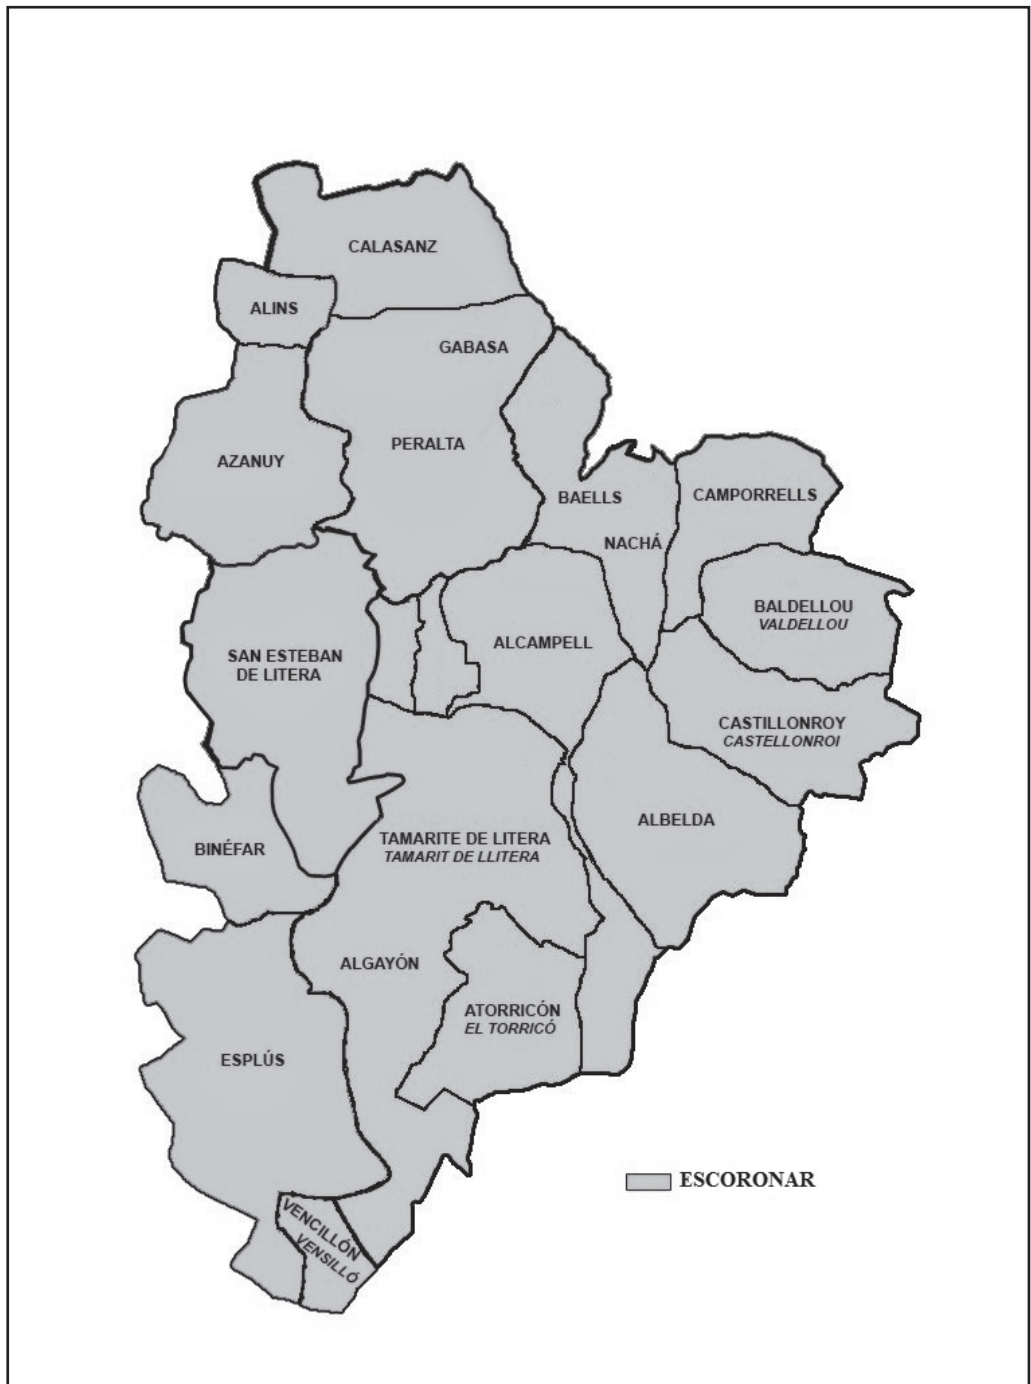 CALASANZ
ALINS
GABASA
PERALTA
AZANUY
BAELLS
CAMPORRELLS
NACHÁ
BALDELLOU
VALDELLOU
ALCAMPELL
SAN ESTEBAN
DE LITERA
CASTILLONROY
CASTELLONROI
ALBELDA
TAMARITE DE LITERA
TAMARIT DE LLITERA
BINÉFAR
ALGAYÓN
ATORRICÓN
EL TORRICÓ
ESPLÚS
ESCORONAR
VENCILLÓN
VENSILLÓ